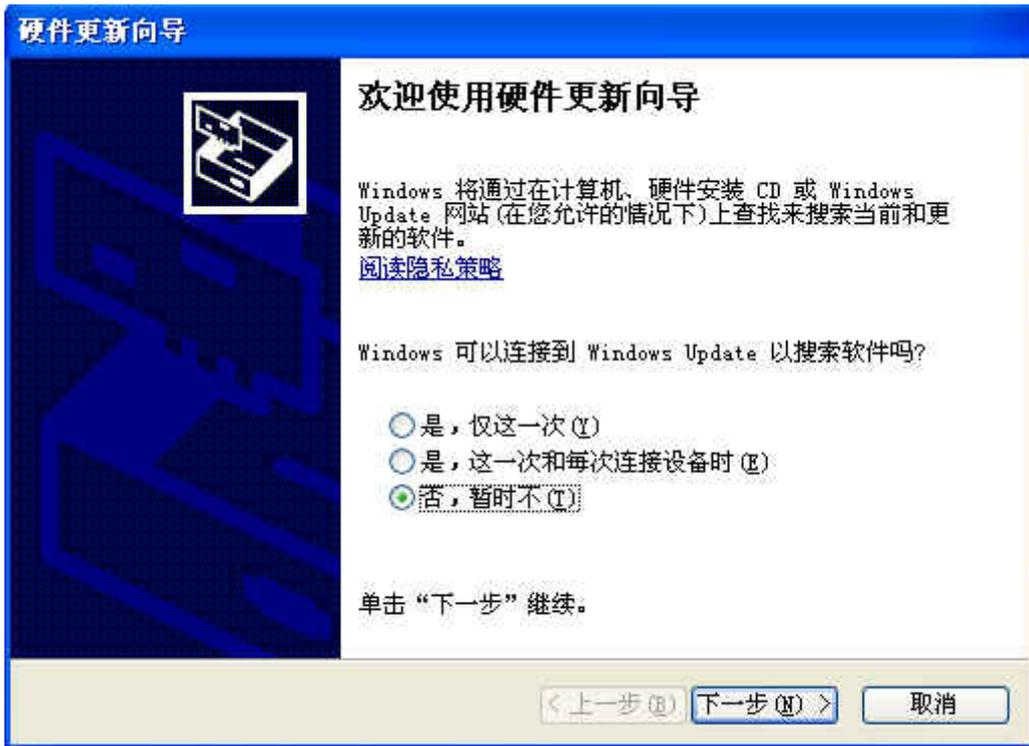 硬件更新向导
欢迎使用硬件更新向导
Windows 将通过在计算机、硬件安装 CD 或 Windows
Update 网站(在您允许的情况下)上查找来搜索当前和更
新的软件。
阅读隐私策略
Windows 可以连接到 Windows Update 以搜索软件吗?
是，仅这一次(Y)
是，这一次和每次连接设备时(E)
否，暂时不(T)
单击“下一步”继续。
< 上一步(B)
下一步(N) >
取消